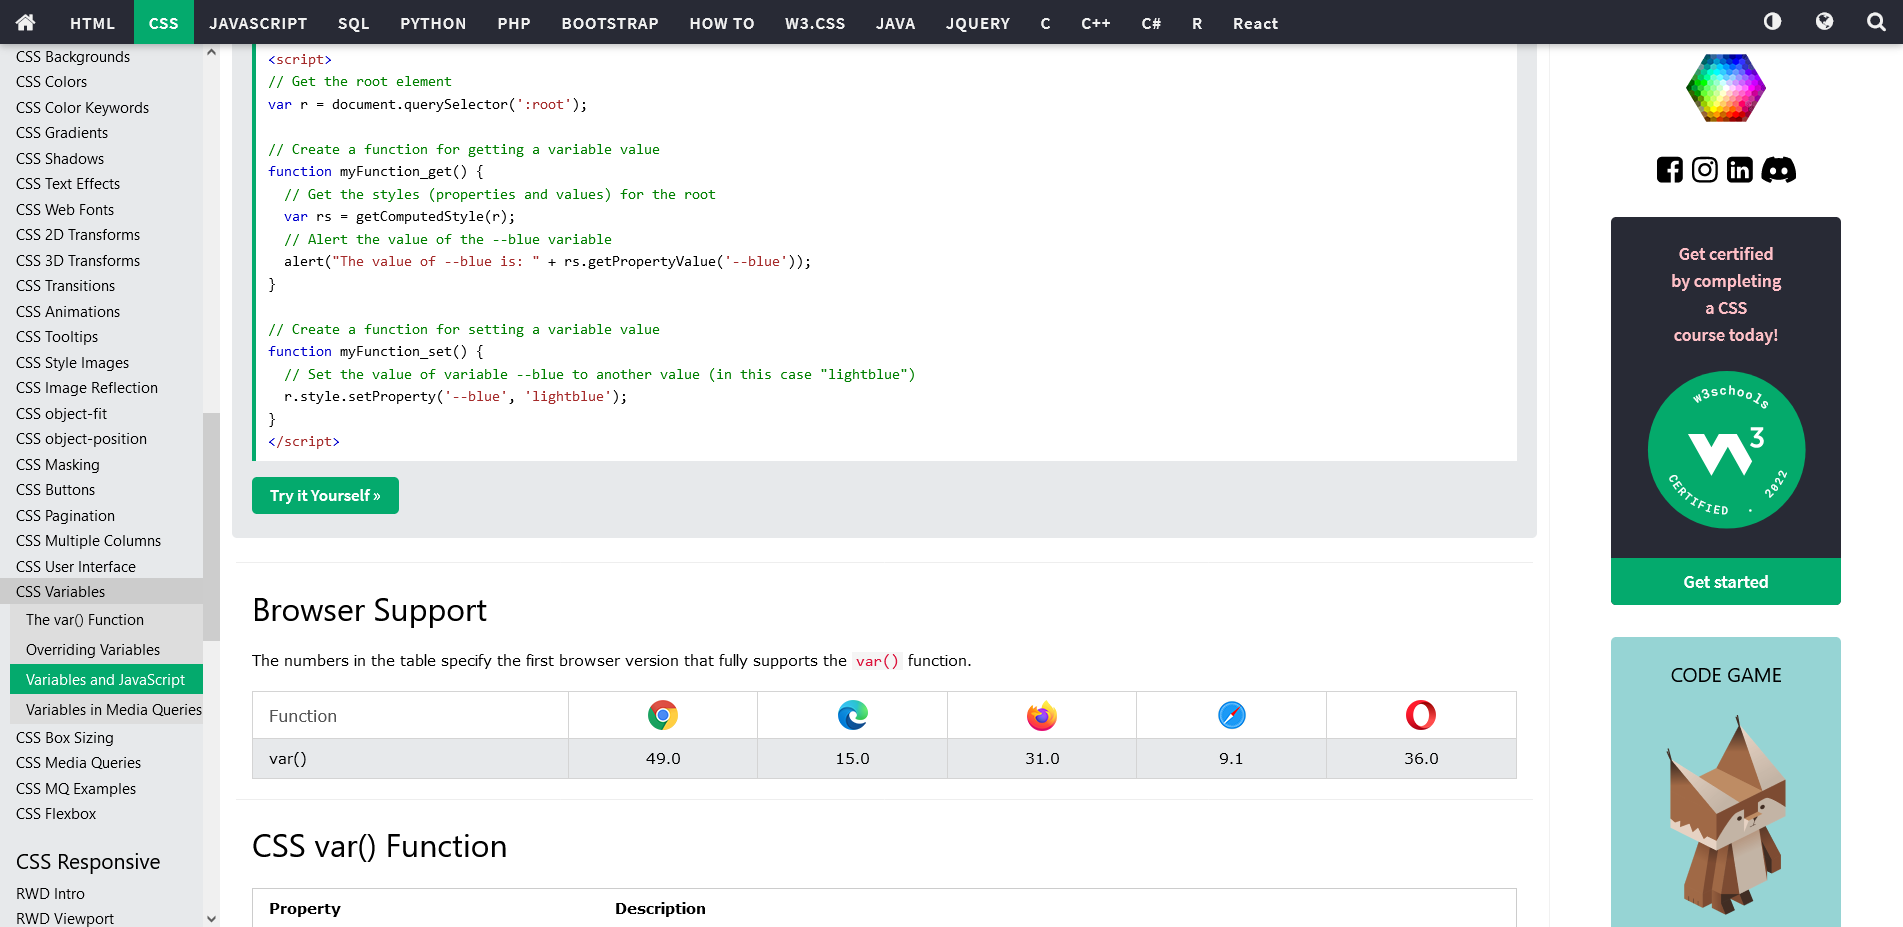 HTML CSS JAVASCRIPT SQL PYTHON PHP BOOTSTRAP HOW TO W3.CSS JAVA JQUERY C C++ C# R React
CSS Backgrounds
CSS Colors
CSS Color Keywords
CSS Gradients
CSS Shadows
CSS Text Effects
CSS Web Fonts
CSS 2D Transforms
CSS 3D Transforms
CSS Transitions
CSS Animations
CSS Tooltips
CSS Style Images
CSS Image Reflection
CSS object-fit
CSS object-position
CSS Masking
CSS Buttons
CSS Pagination
CSS Multiple Columns
CSS User Interface
CSS Variables
The var() Function
Overriding Variables
Variables and JavaScript
Variables in Media Queries
CSS Box Sizing
CSS Media Queries
CSS MQ Examples
CSS Flexbox
CSS Responsive
RWD Intro
RWD Viewport
<script>
// Get the root element
var r = document.querySelector(':root');
// Create a function for getting a variable value
function myFunction_get() {
// Get the styles (properties and values) for the root
var rs = getComputedStyle(r);
// Alert the value of the --blue variable
alert("The value of --blue is: " + rs.getPropertyValue('--blue'));
}
// Create a function for setting a variable value
function myFunction_set() {
// Set the value of variable --blue to another value (in this case "lightblue")
r.style.setProperty('--blue', 'lightblue');
}
</script>
Try it Yourself »
Browser Support
The numbers in the table specify the first browser version that fully supports the var() function.
Function
var() 49.0 15.0 31.0 9.1 36.0
CSS var() Function
Property Description
Get certified
by completing
a CSS
course today!
w3schools
W3
CERTIFIED . 2022
Get started
CODE GAME